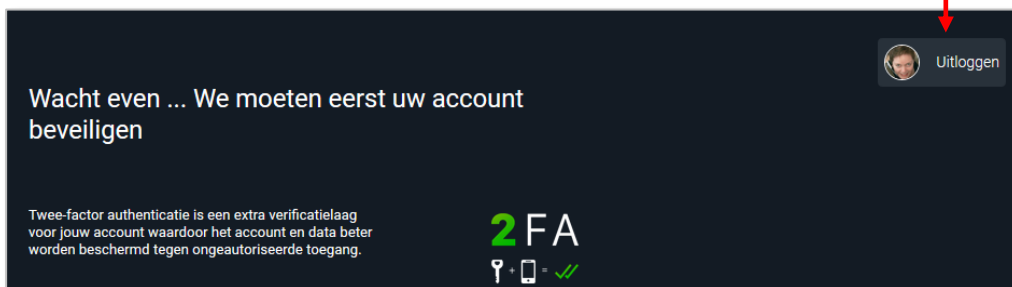 Uitloggen
Wacht even ... We moeten eerst uw account
beveiligen
Twee-factor authenticatie is een extra verificatielaag
voor jouw account waardoor het account en data beter
worden beschermd tegen ongeautoriseerde toegang.
2FA
+ =